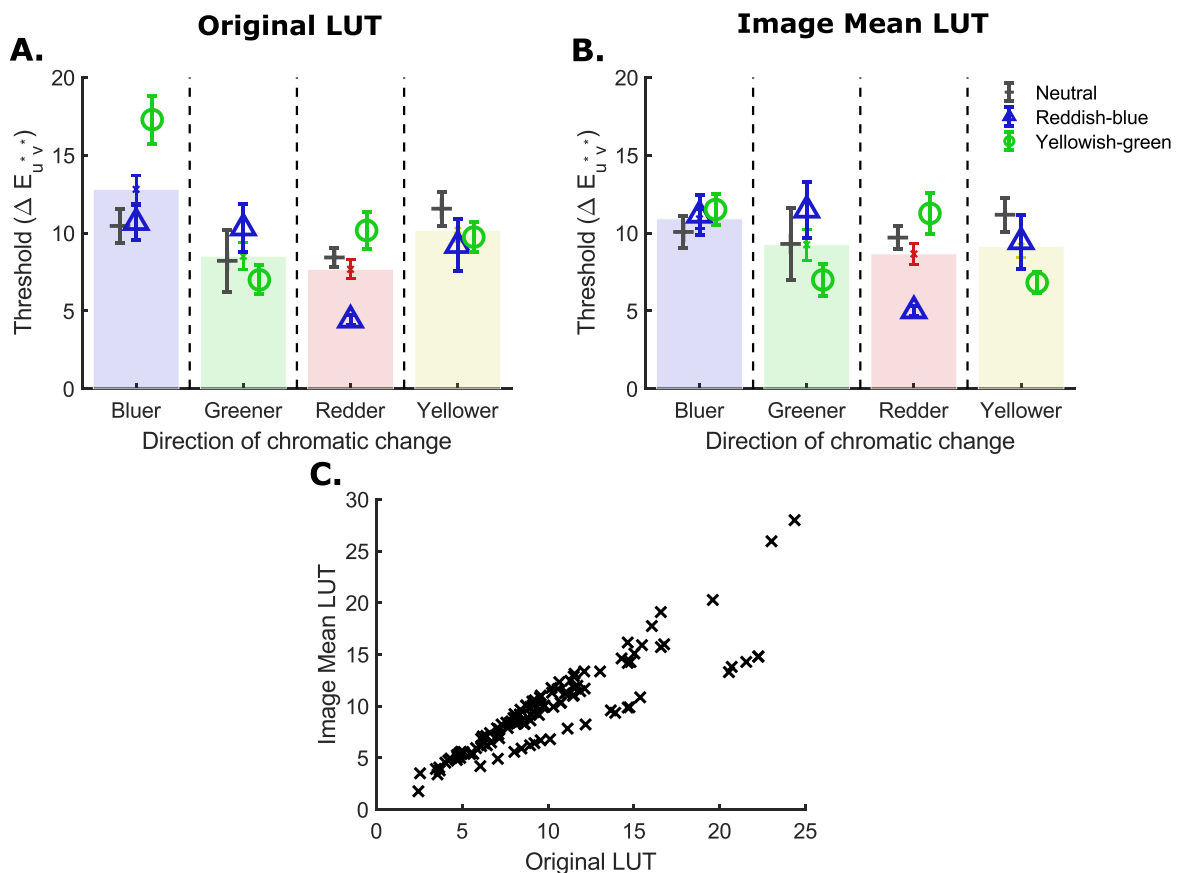 Original LUT
Image Mean LUT
A.
B.
20
15
10
5
0
Threshold (Δ E u* v*)
Bluer Greener Redder Yellower
Direction of chromatic change
20
15
10
5
0
Threshold (Δ E u* v*)
Neutral
Reddish-blue
Yellowish-green
Bluer Greener Redder Yellower
Direction of chromatic change
C.
30
25
20
15
10
5
0
Image Mean LUT
0 5 10 15 20 25
Original LUT